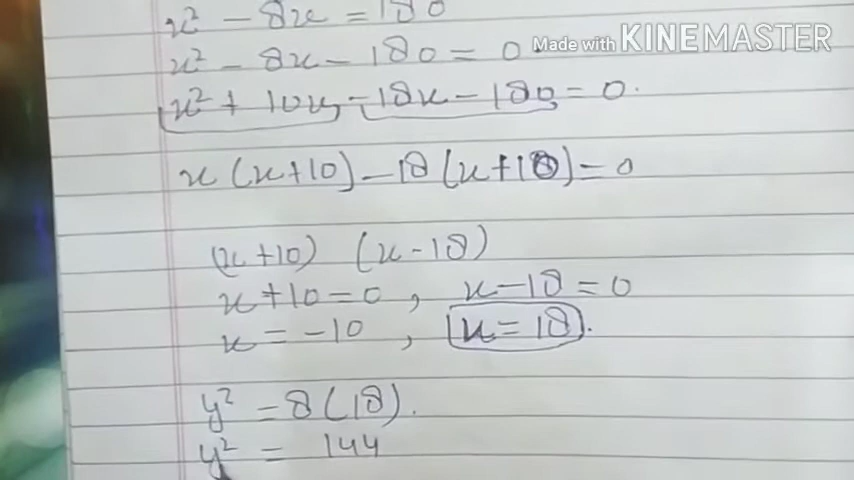 x² - 8x = 180
x² - 8x - 180 = 0
Made with KINEMASTER
x² + 10x - 18x - 180 = 0.
x (x+10) - 18 (x+10) = 0
(x+10) (x-18)
x+10=0 , x-18=0
x = -10 , x=18.
y² = 8(18).
y² = 144